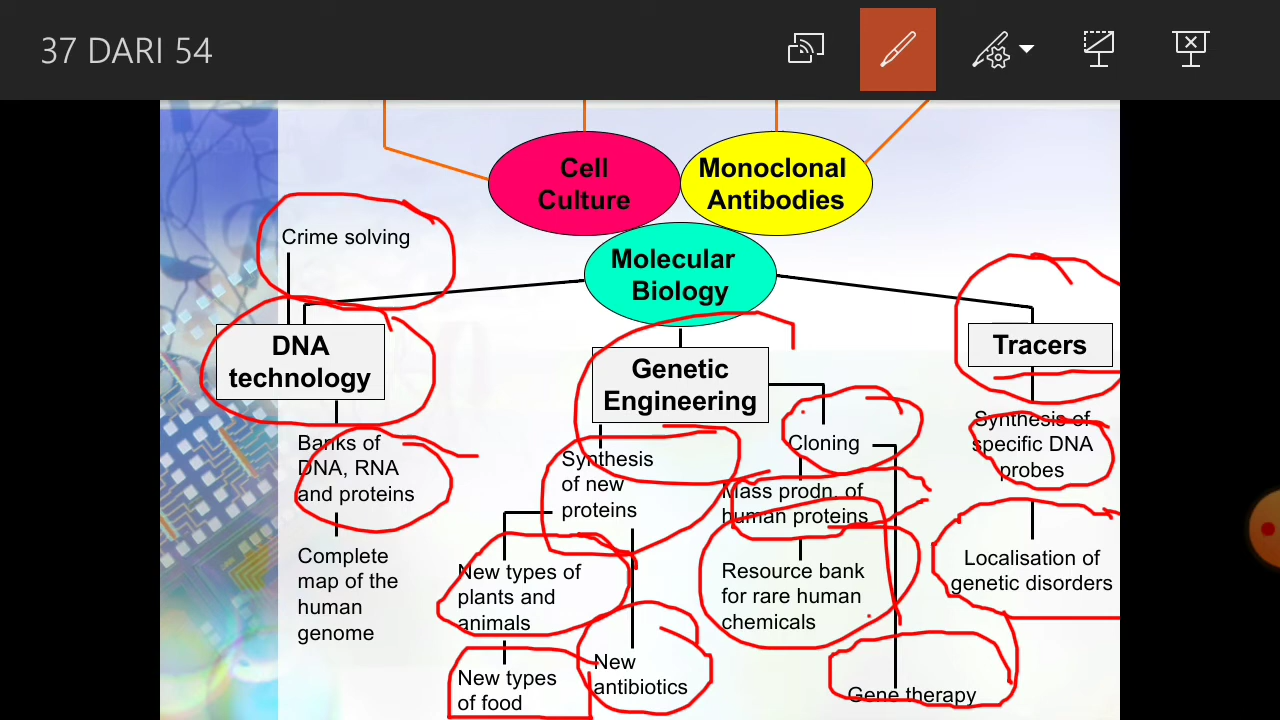 37 DARI 54
Cell
Culture
Monoclonal
Antibodies
Molecular
Biology
Crime solving
DNA
technology
Genetic
Engineering
Tracers
Banks of
DNA, RNA
and proteins
Complete
map of the
human
genome
Synthesis
of new
proteins
New types of
plants and
animals
New types
of food
New
antibiotics
Cloning
Mass prodn. of
human proteins
Resource bank
for rare human
chemicals
Gene therapy
Synthesis of
specific DNA
probes
Localisation of
genetic disorders